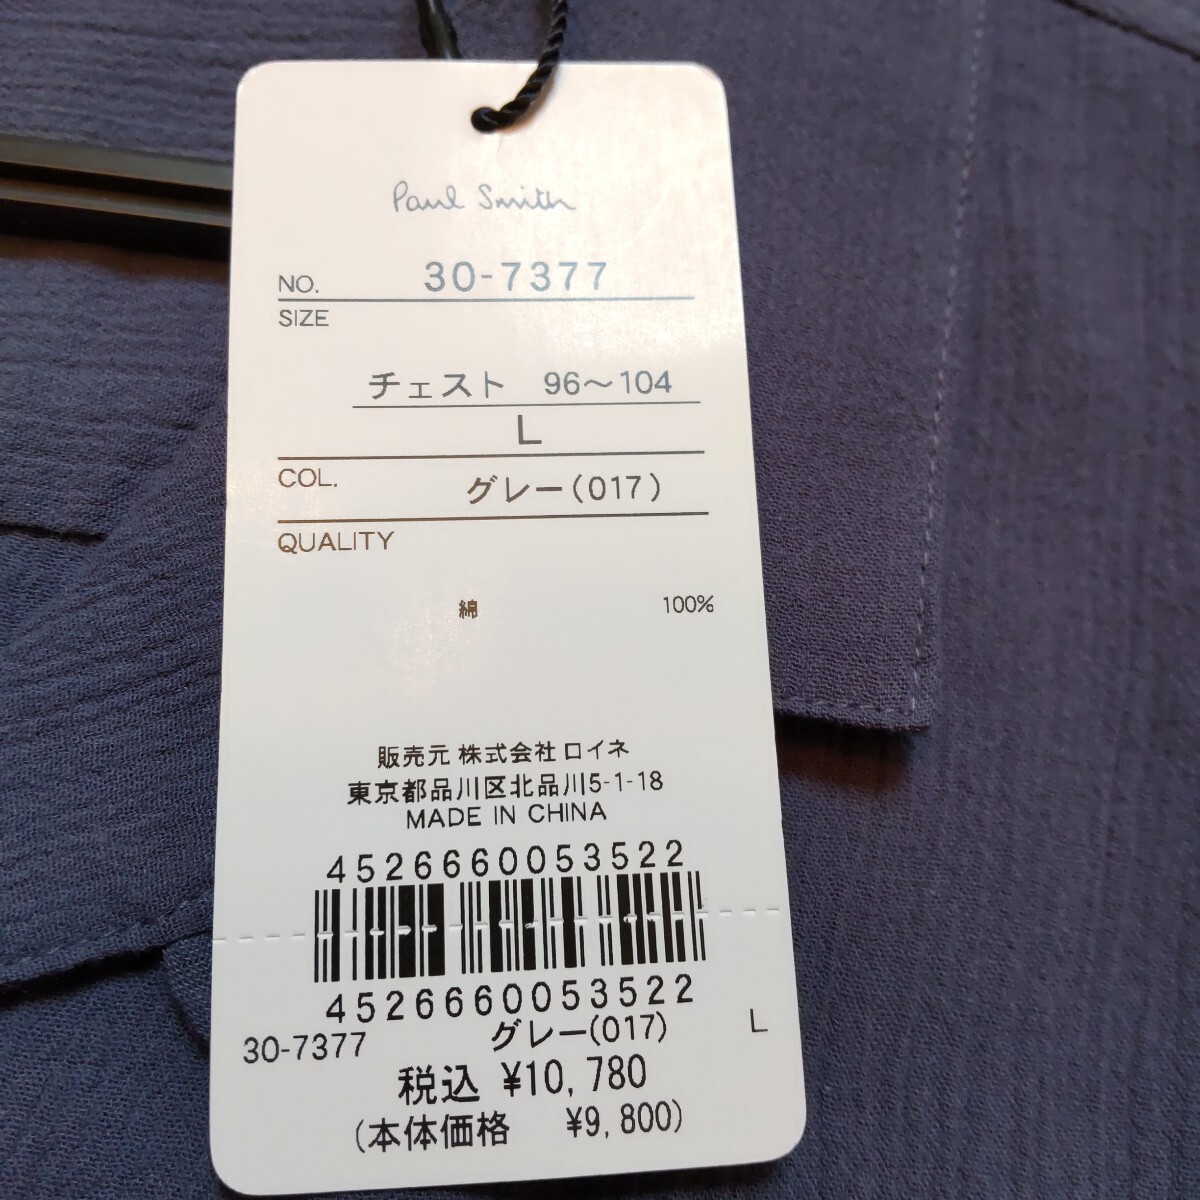 Paul Smith
NO. 30-7377
SIZE
チェスト 96～104
L
COL. グレー(017)
QUALITY
綿 100%
販売元 株式会社 ロイネ
東京都品川区北品川5-1-18
MADE IN CHINA
4526660053522
4526660053522
30-7377 グレー(017) L
税込 ¥10,780
(本体価格 ¥9,800)